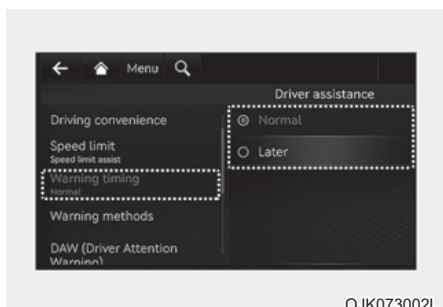 Menu
Driver assistance
Driving convenience
Speed limit
Speed limit assist
Warning timing
Normal
Warning methods
DAW (Driver Attention
Warning)
Normal
Later
OJK073002L